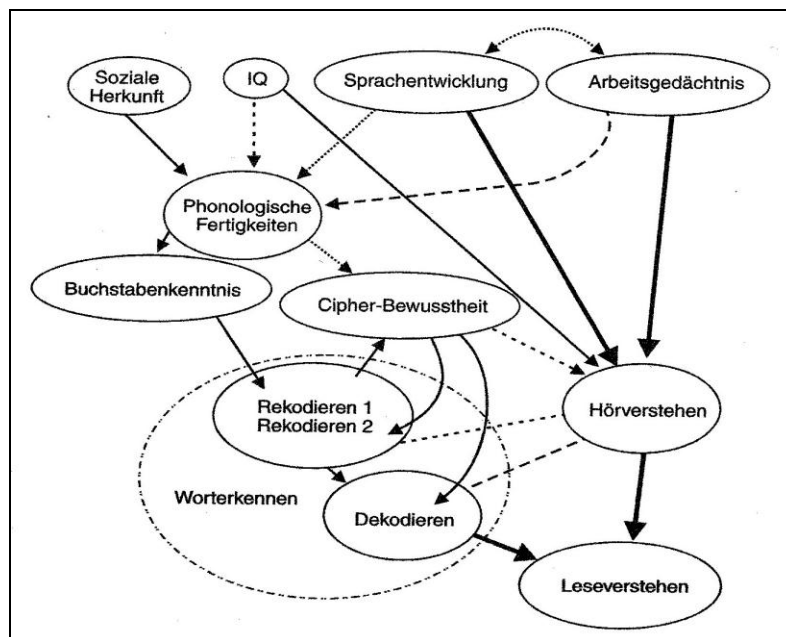 Soziale
Herkunft
IQ
Sprachentwicklung
Arbeitsgedächtnis
Phonologische
Fertigkeiten
Buchstabenkenntnis
Cipher-Bewusstheit
Rekodieren 1
Rekodieren 2
Hörverstehen
Worterkennen
Dekodieren
Leseverstehen